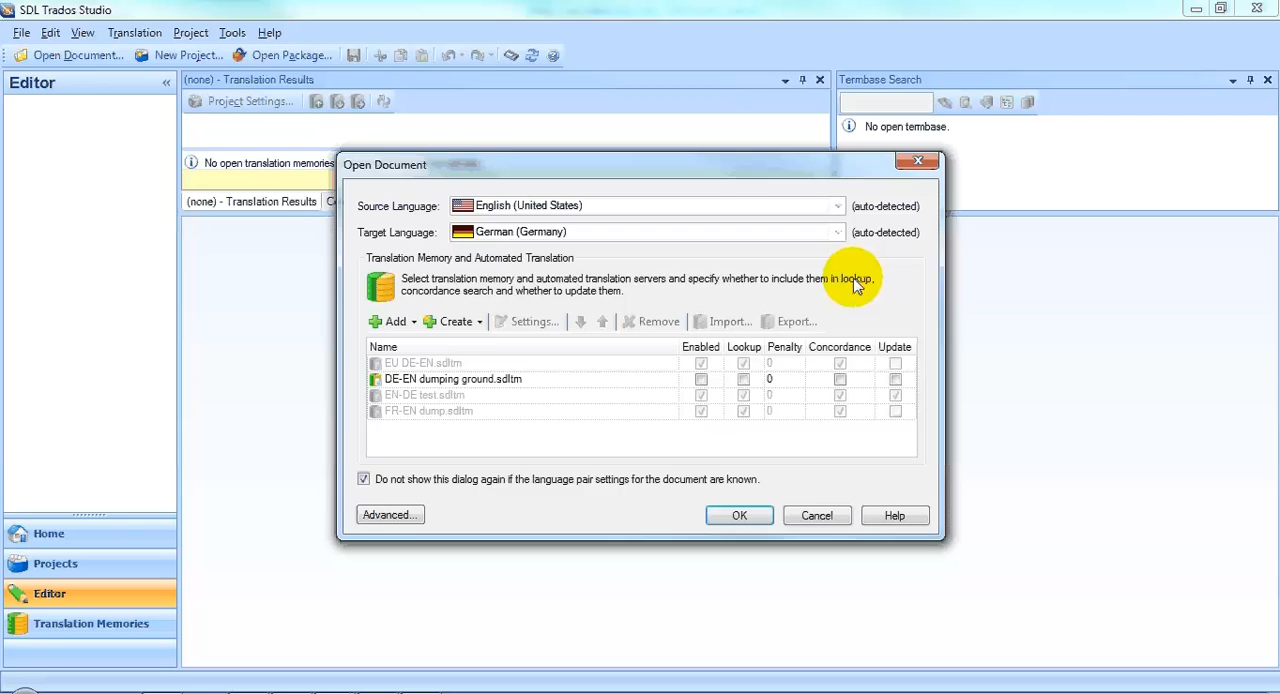 SDL Trados Studio
File Edit View Translation Project Tools Help
Open Document... New Project... Open Package...
Editor «
(none) - Translation Results
Termbase Search
Project Settings...
No open termbase.
No open translation memories
(none) - Translation Results
Open Document
Source Language: English (United States) (auto-detected)
Target Language: German (Germany) (auto-detected)
Translation Memory and Automated Translation
Select translation memory and automated translation servers and specify whether to include them in lookup,
concordance search and whether to update them.
Add Create Settings... Remove Import... Export...
Name Enabled Lookup Penalty Concordance Update
EU DE-EN.sdltm 0
DE-EN dumping ground.sdltm 0
EN-DE test.sdltm 0
FR-EN dump.sdltm 0
Do not show this dialog again if the language pair settings for the document are known.
Advanced... OK Cancel Help
Home
Projects
Editor
Translation Memories